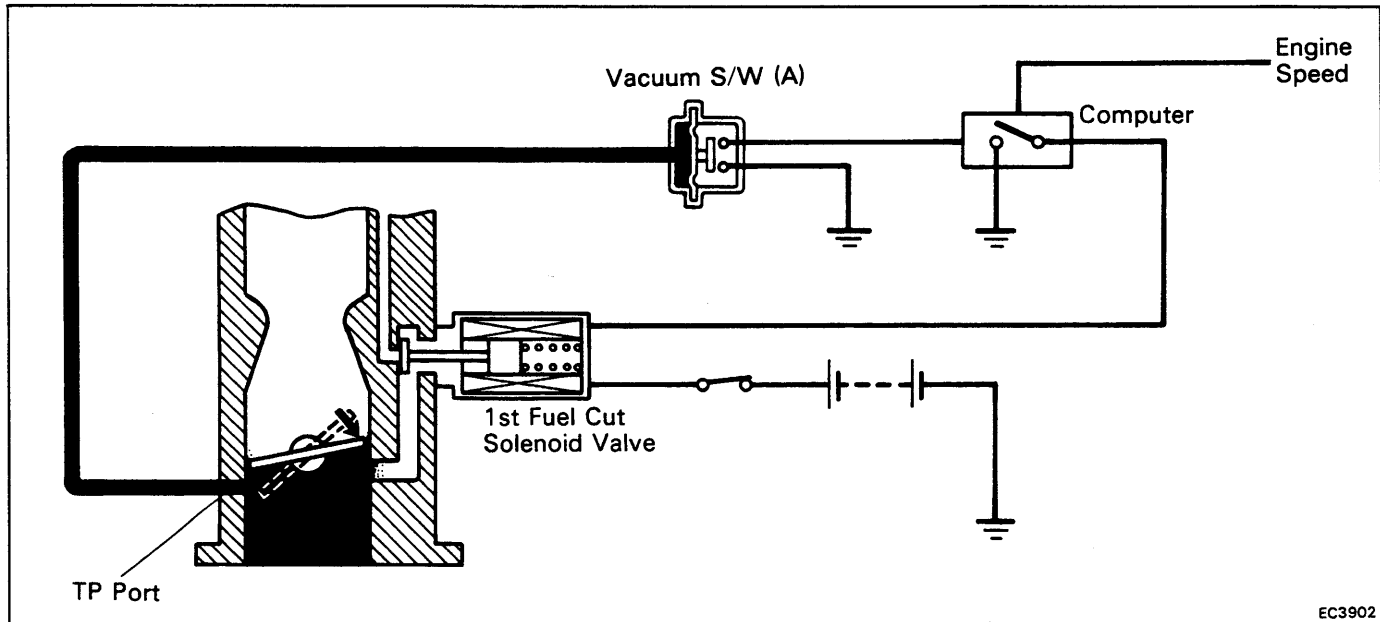 Engine
Speed
Vacuum S/W (A)
Computer
1st Fuel Cut
Solenoid Valve
TP Port
EC3902